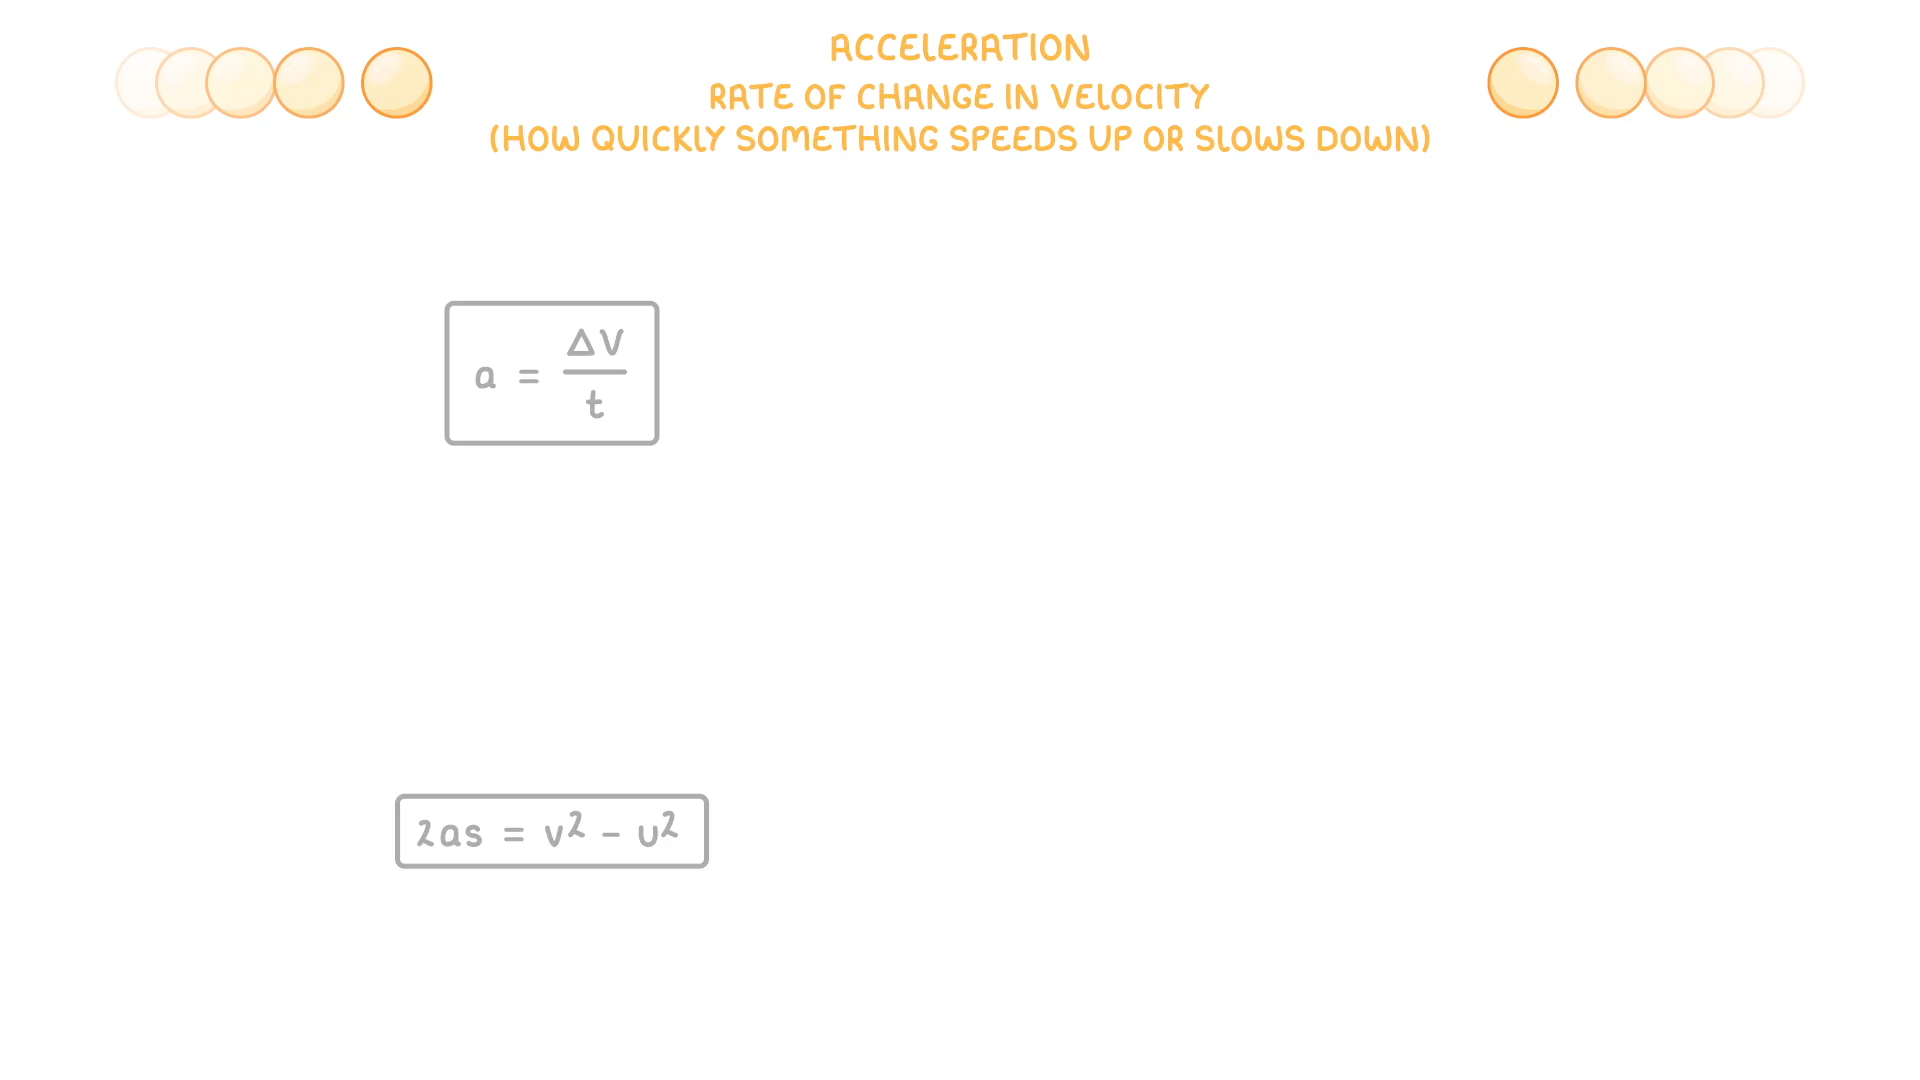 ACCELERATION
RATE OF CHANGE IN VELOCITY
(HOW QUICKLY SOMETHING SPEEDS UP OR SLOWS DOWN)
a = ΔV / t
2as = v² - u²